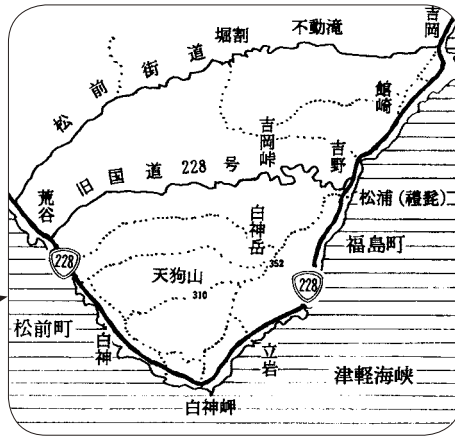 吉岡
不動滝
堀割
松前街道
館崎
吉岡峠
吉野
旧国道228号
荒谷
松浦(禮髭)
白神岳
福島町
352
228
天狗山
228
310
松前町
白神
立岩
津軽海峡
白神岬